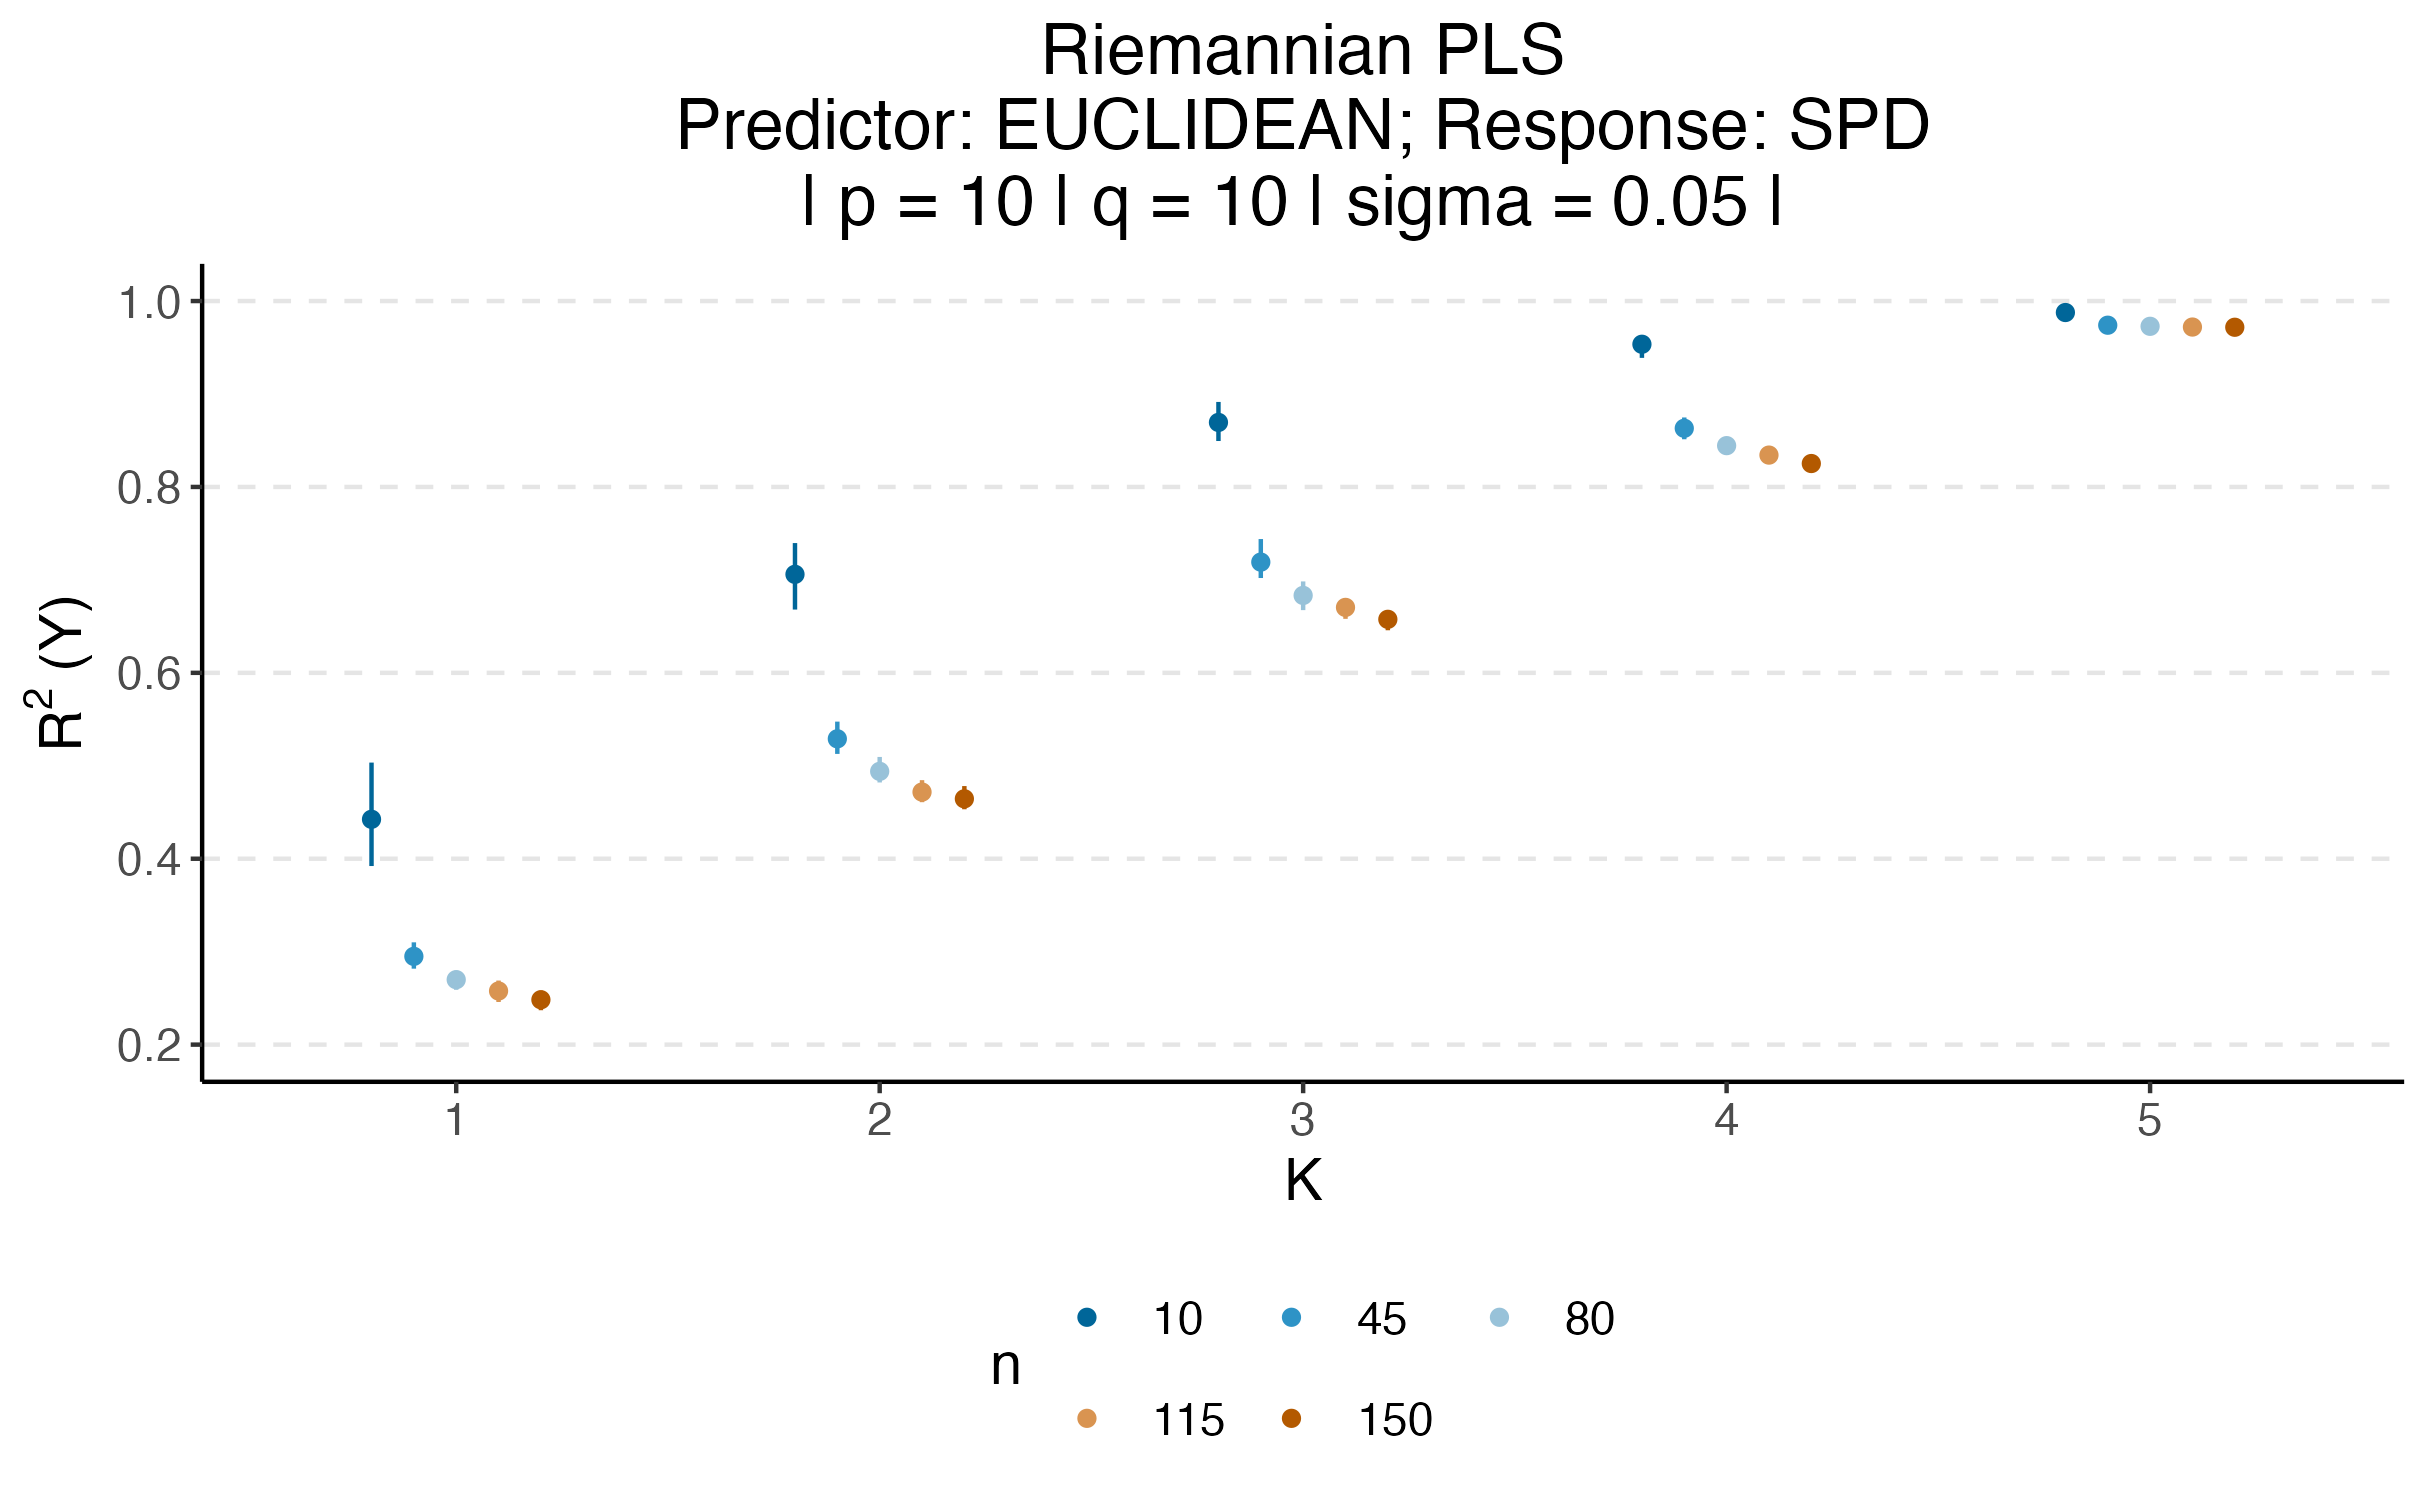 Riemannian PLS
Predictor: EUCLIDEAN; Response: SPD
| p = 10 | q = 10 | sigma = 0.05 |
R² (Y)
1.0
0.8
0.6
0.4
0.2
1 2 3 4 5
K
n
10 45 80
115 150